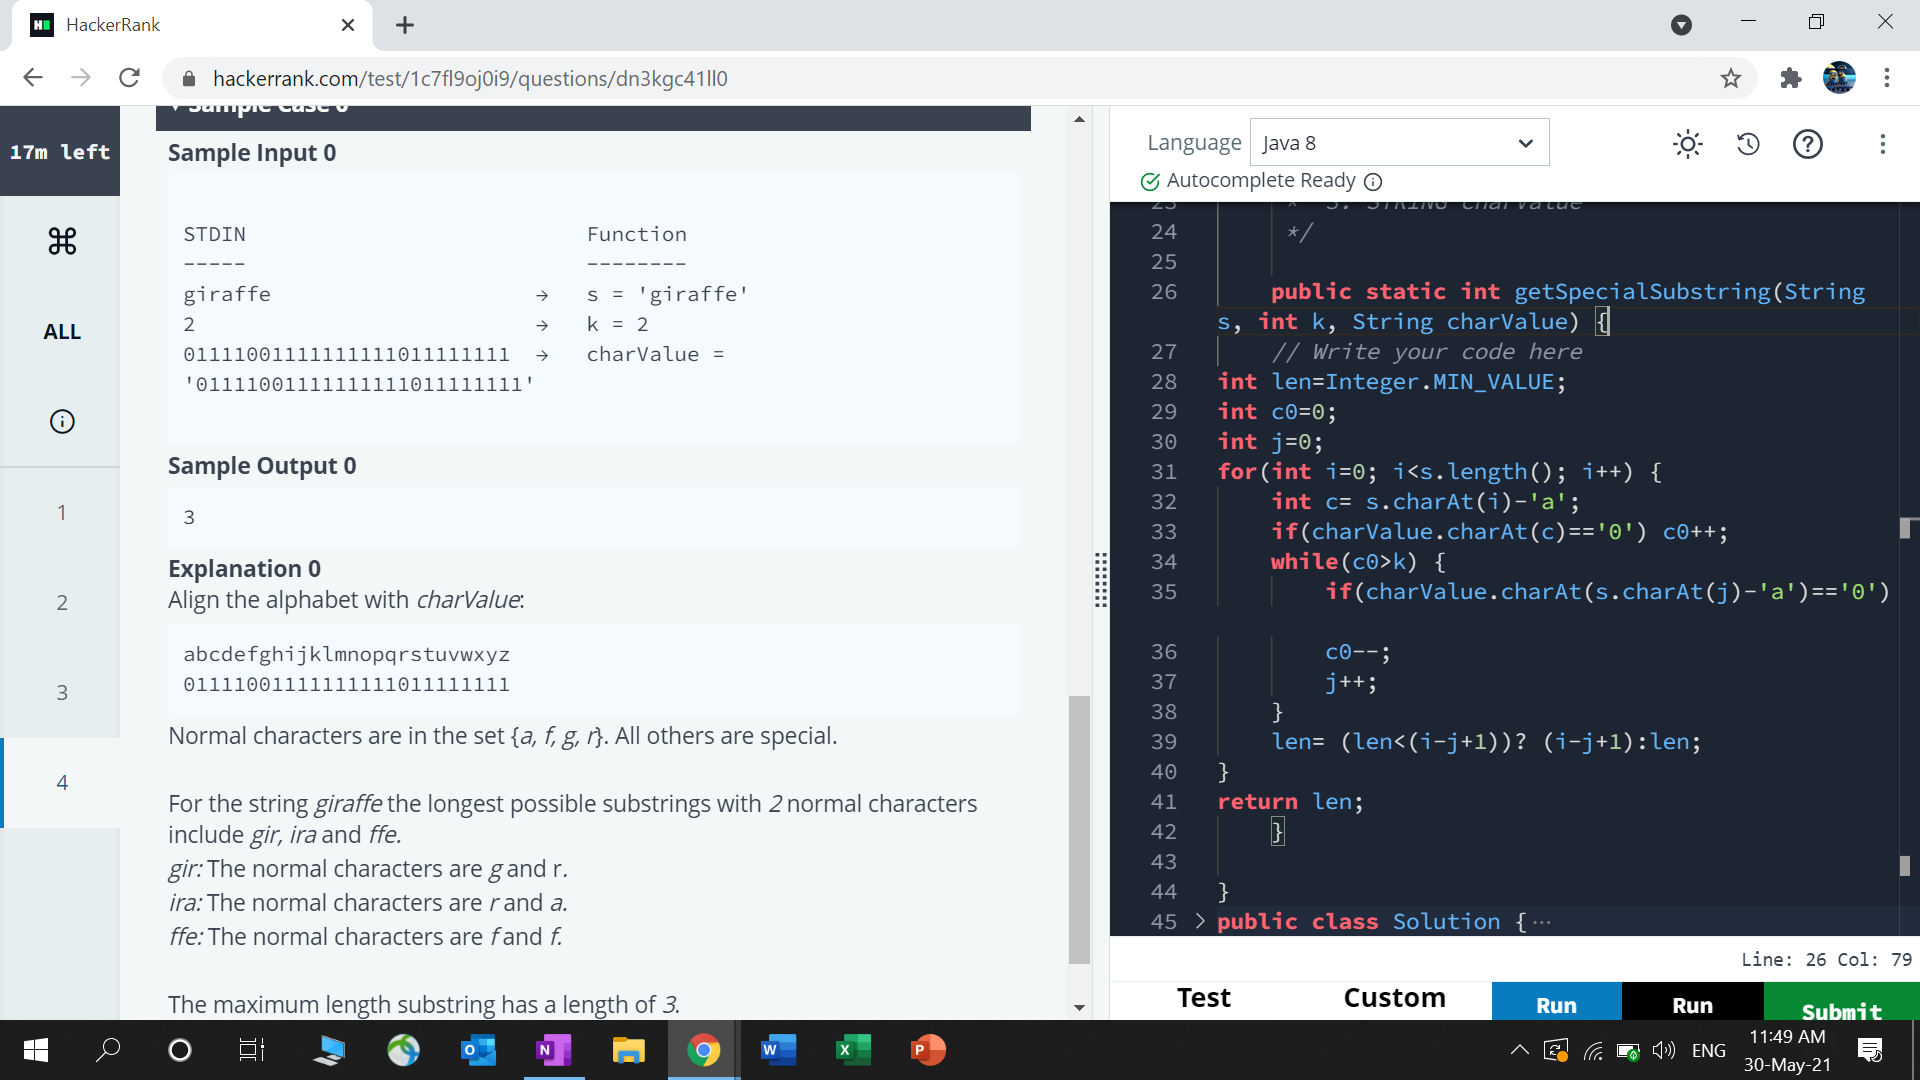 HackerRank
hackerrank.com/test/1c7fl9oj0i9/questions/dn3kgc41ll0
17m left
ALL
1
2
3
4
Sample Case 0
Sample Input 0
STDIN Function
----- --------
giraffe → s = 'giraffe'
2 → k = 2
01111001111111111011111111 → charValue =
'01111001111111111011111111'
Sample Output 0
3
Explanation 0
Align the alphabet with charValue:
abcdefghijklmnopqrstuvwxyz
01111001111111111011111111
Normal characters are in the set {a, f, g, r}. All others are special.
For the string giraffe the longest possible substrings with 2 normal characters
include gir, ira and ffe.
gir: The normal characters are g and r.
ira: The normal characters are r and a.
ffe: The normal characters are f and f.
The maximum length substring has a length of 3.
Language Java 8
Autocomplete Ready
23 * 3. STRING charValue
24 */
25
26 public static int getSpecialSubstring(String
s, int k, String charValue) {
27 // Write your code here
28 int len=Integer.MIN_VALUE;
29 int c0=0;
30 int j=0;
31 for(int i=0; i<s.length(); i++) {
32 int c= s.charAt(i)-'a';
33 if(charValue.charAt(c)=='0') c0++;
34 while(c0>k) {
35 if(charValue.charAt(s.charAt(j)-'a')=='0')
36 c0--;
37 j++;
38 }
39 len= (len<(i-j+1))? (i-j+1):len;
40 }
41 return len;
42 }
43
44 }
45 public class Solution { ...
Line: 26 Col: 79
Test Custom Run Run Submit
ENG
11:49 AM
30-May-21